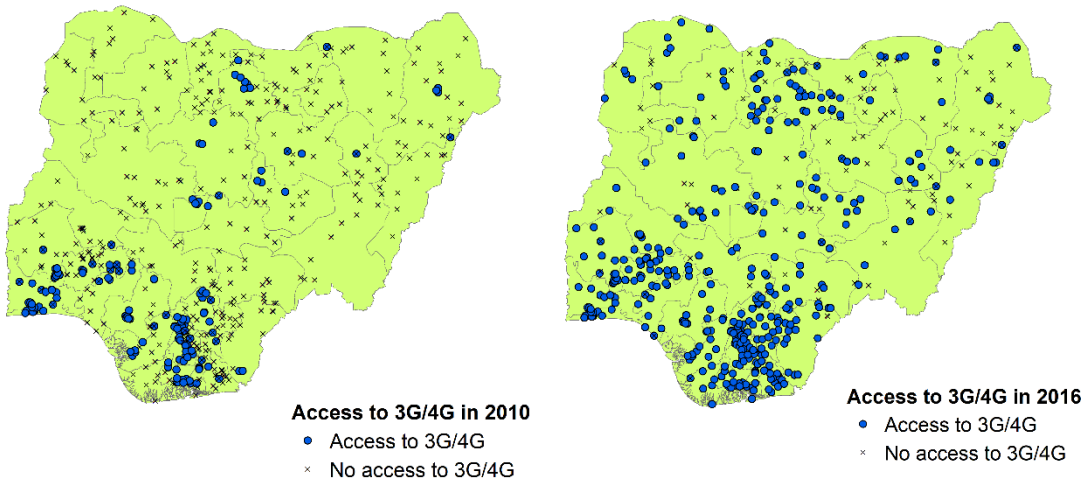 Access to 3G/4G in 2010
Access to 3G/4G
No access to 3G/4G
Access to 3G/4G in 2016
Access to 3G/4G
No access to 3G/4G